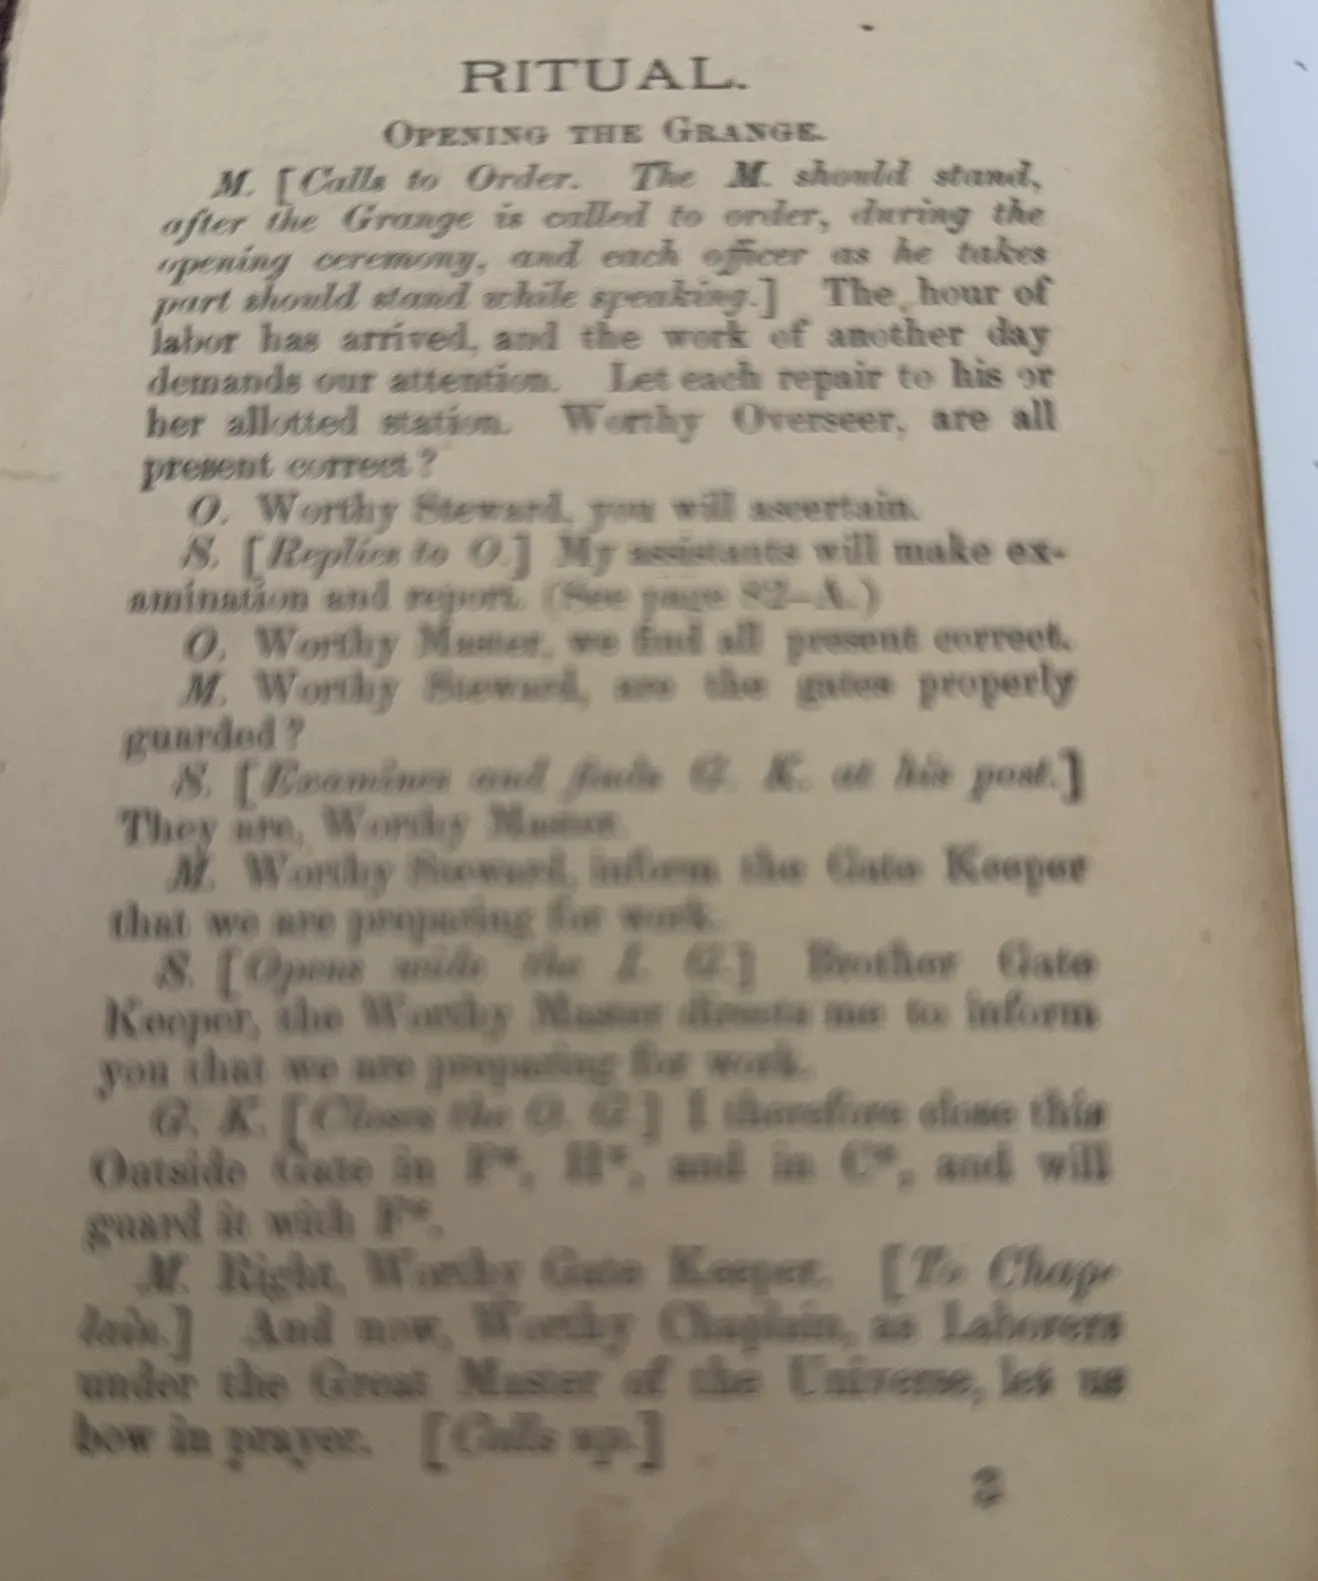 RITUAL.
OPENING THE GRANGE.
M. [Calls to Order. The M. should stand,
after the Grange is called to order, during the
opening ceremony, and each officer as he takes
part should stand while speaking.] The hour of
labor has arrived, and the work of another day
demands our attention. Let each repair to his or
her allotted station. Worthy Overseer, are all
present correct?
O. Worthy Steward, you will ascertain.
S. [Replies to O.] My assistants will make ex-
amination and report. (See page 82–A.)
O. Worthy Master, we find all present correct.
M. Worthy Steward, are the gates properly
guarded?
S. [Examines and finds G. K. at his post.]
They are, Worthy Master.
M. Worthy Steward, inform the Gate Keeper
that we are preparing for work.
S. [Opens wide the I. G.] Brother Gate
Keeper, the Worthy Master directs me to inform
you that we are preparing for work.
G. K. [Closes the O. G.] I therefore close this
Outside Gate in F*, H*, and in C*, and will
guard it with F*.
M. Right, Worthy Gate Keeper. [To Chap-
lain.] And now, Worthy Chaplain, as Laborers
under the Great Master of the Universe, let us
bow in prayer. [Calls up.]